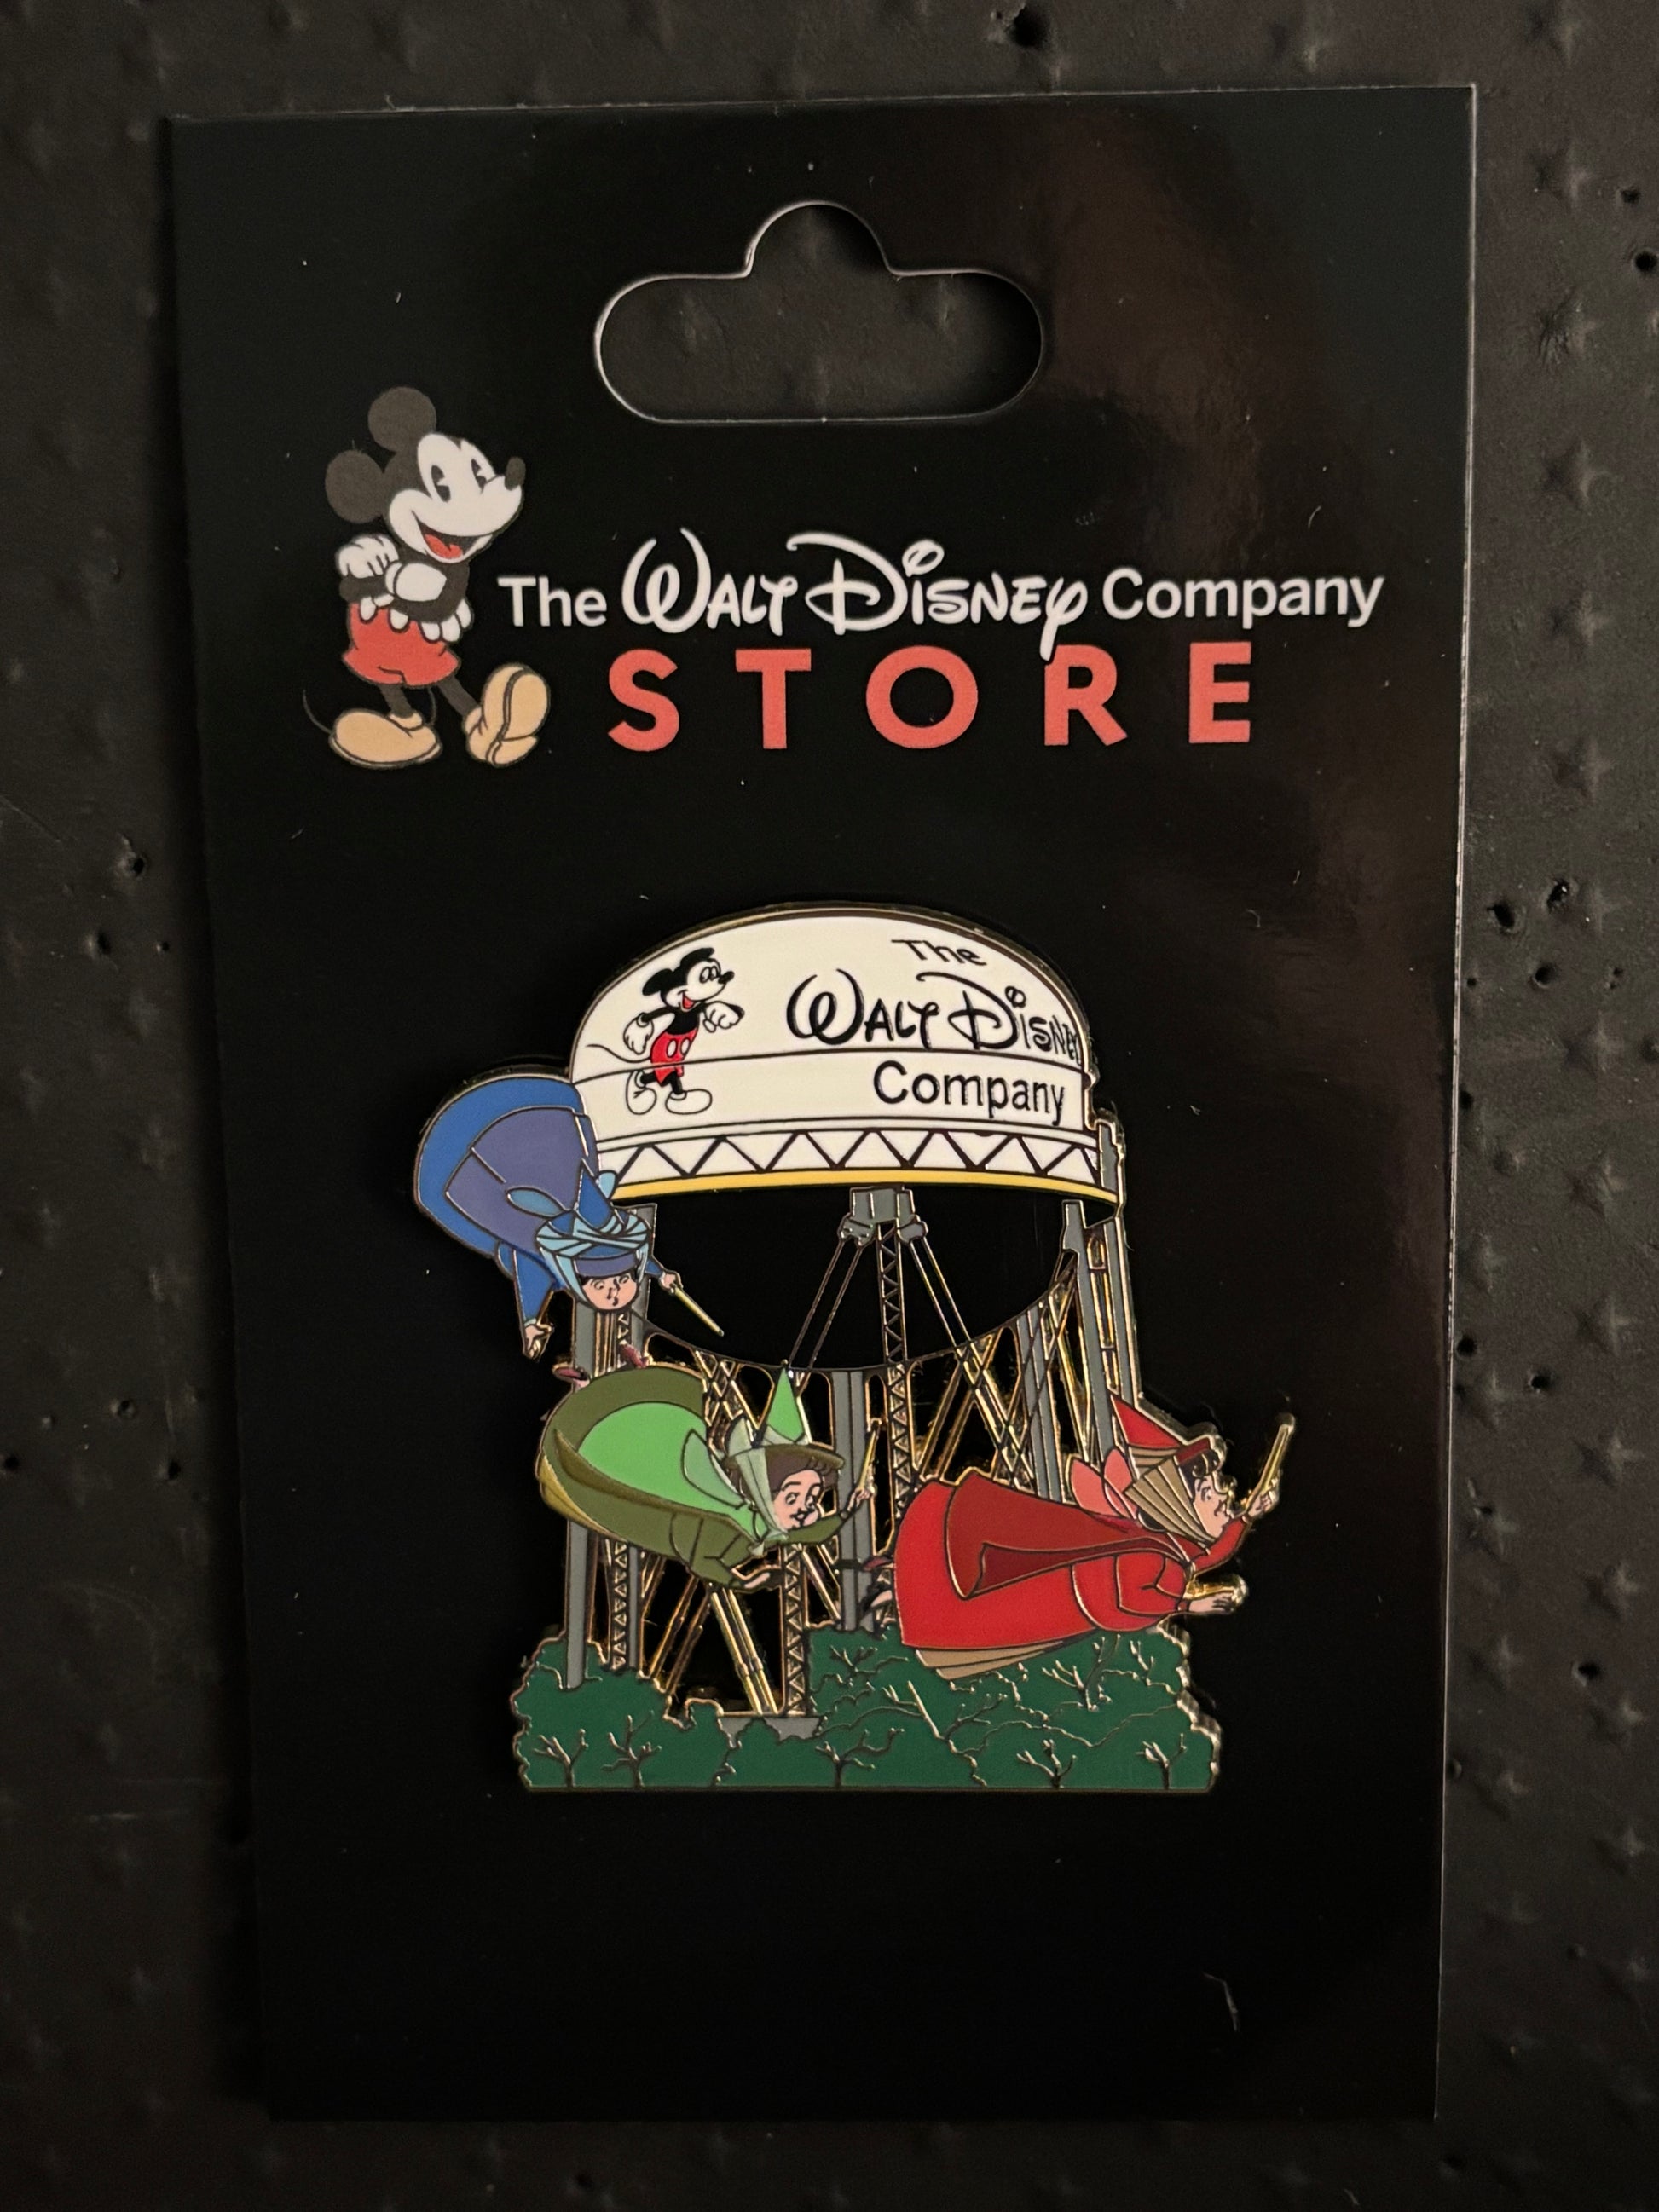 The Walt Disney Company
STORE
The
Walt Disney
Company